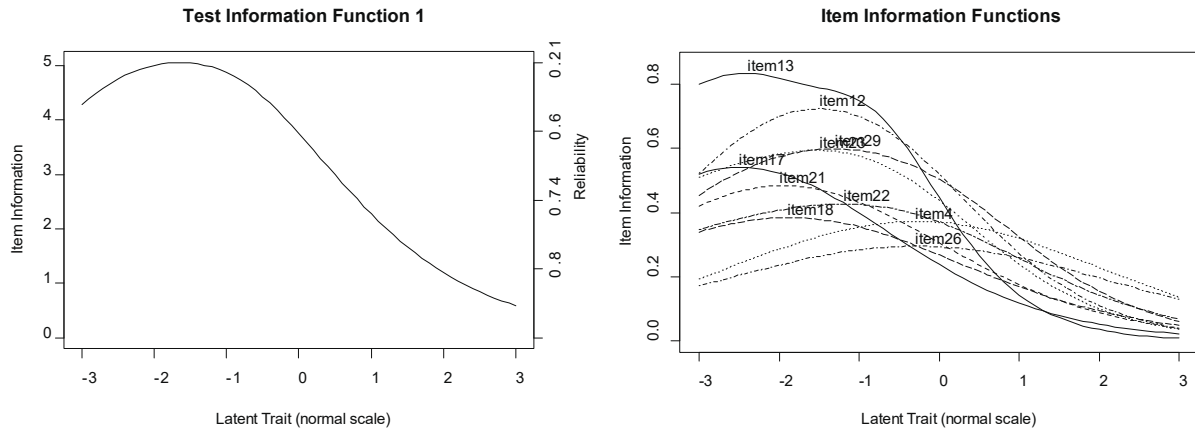 Test Information Function 1
Item Information
5
4
3
2
1
0
0.21
0.6
0.74
0.8
Reliability
-3 -2 -1 0 1 2 3
Latent Trait (normal scale)
Item Information Functions
Item Information
0.8
0.6
0.4
0.2
0.0
item13
item12
item23
item29
item17
item21
item22
item18
item4
item26
-3 -2 -1 0 1 2 3
Latent Trait (normal scale)